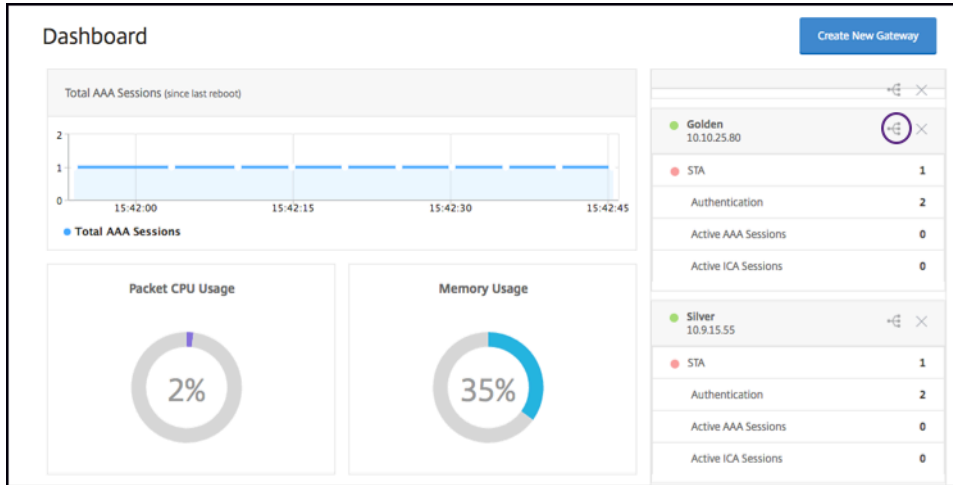 Dashboard
Create New Gateway
Total AAA Sessions (since last reboot)
2
1
0
15:42:00 15:42:15 15:42:30 15:42:45
Total AAA Sessions
Packet CPU Usage
2%
Memory Usage
35%
Golden
10.10.25.80
STA 1
Authentication 2
Active AAA Sessions 0
Active ICA Sessions 0
Silver
10.9.15.55
STA 1
Authentication 2
Active AAA Sessions 0
Active ICA Sessions 0